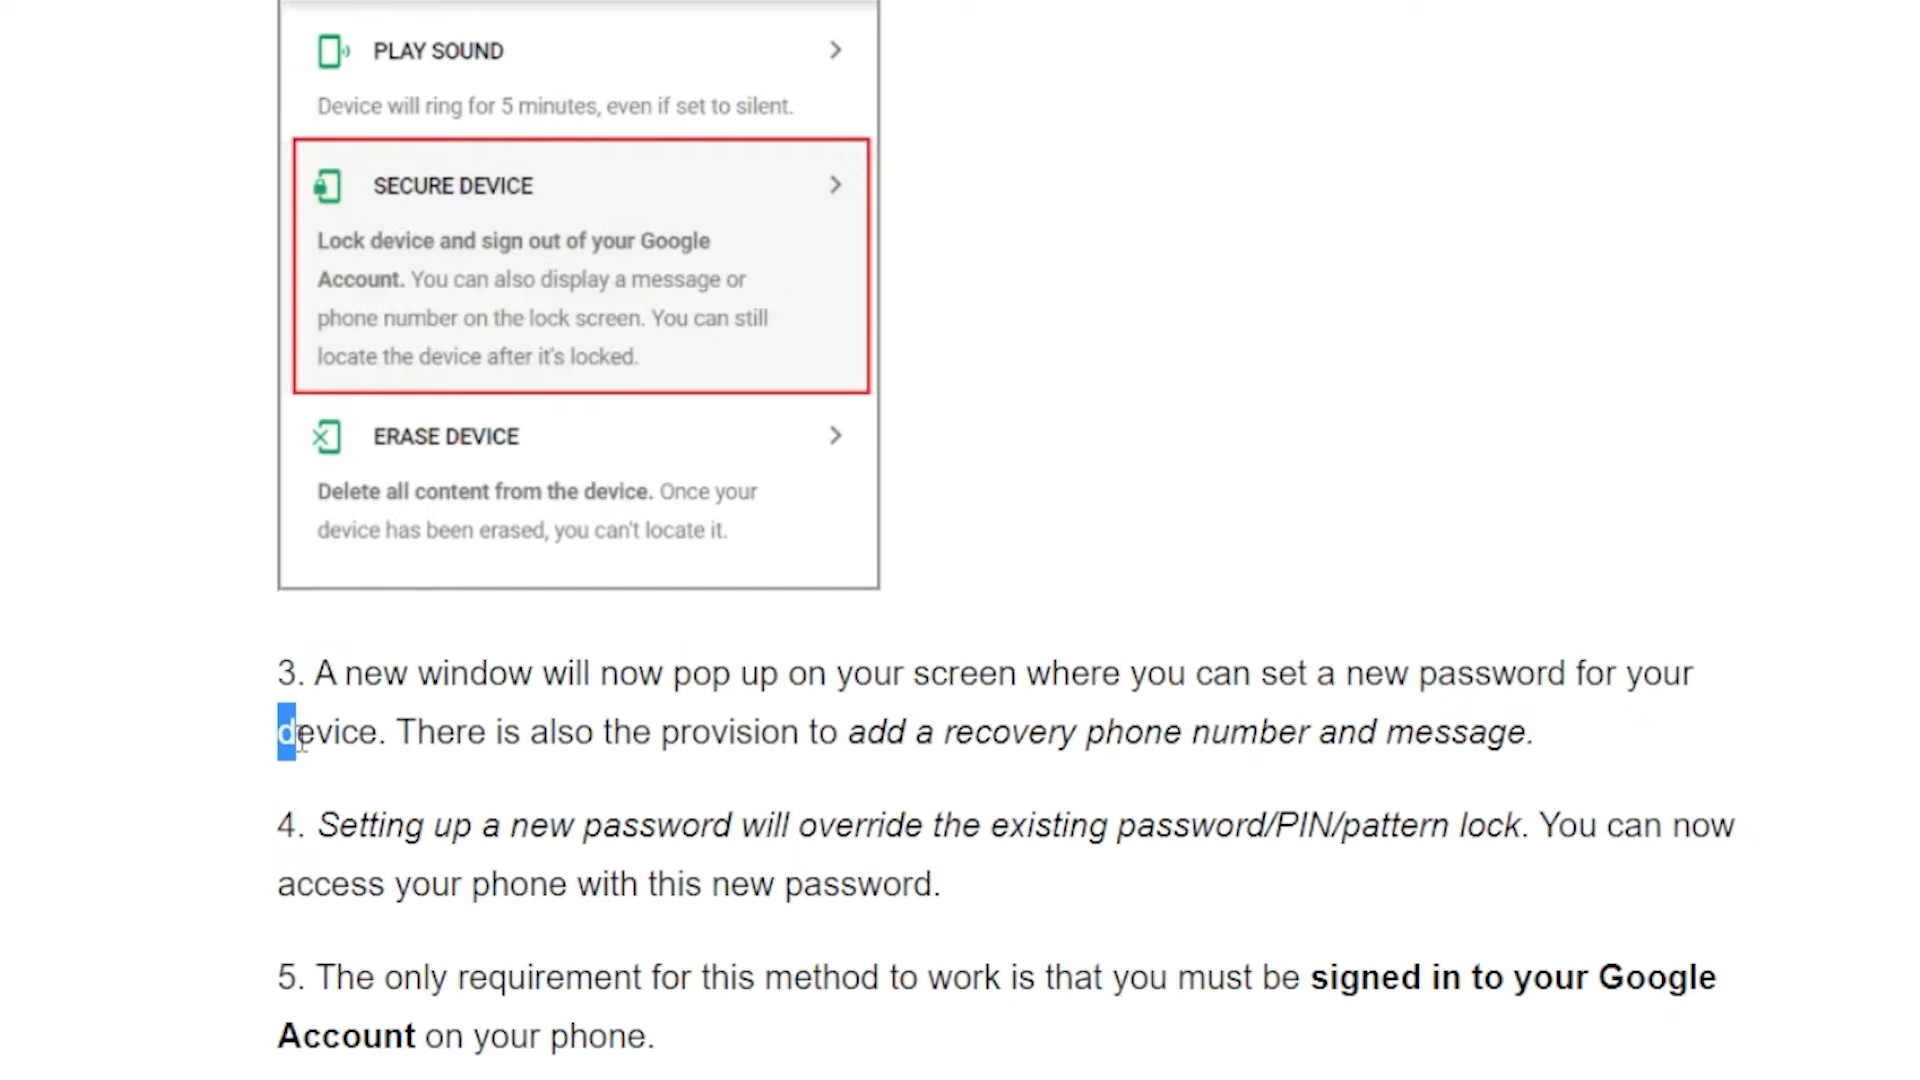 PLAY SOUND
Device will ring for 5 minutes, even if set to silent.
SECURE DEVICE
Lock device and sign out of your Google
Account. You can also display a message or
phone number on the lock screen. You can still
locate the device after it's locked.
ERASE DEVICE
Delete all content from the device. Once your
device has been erased, you can't locate it.
3. A new window will now pop up on your screen where you can set a new password for your
device. There is also the provision to add a recovery phone number and message.
4. Setting up a new password will override the existing password/PIN/pattern lock. You can now
access your phone with this new password.
5. The only requirement for this method to work is that you must be signed in to your Google
Account on your phone.